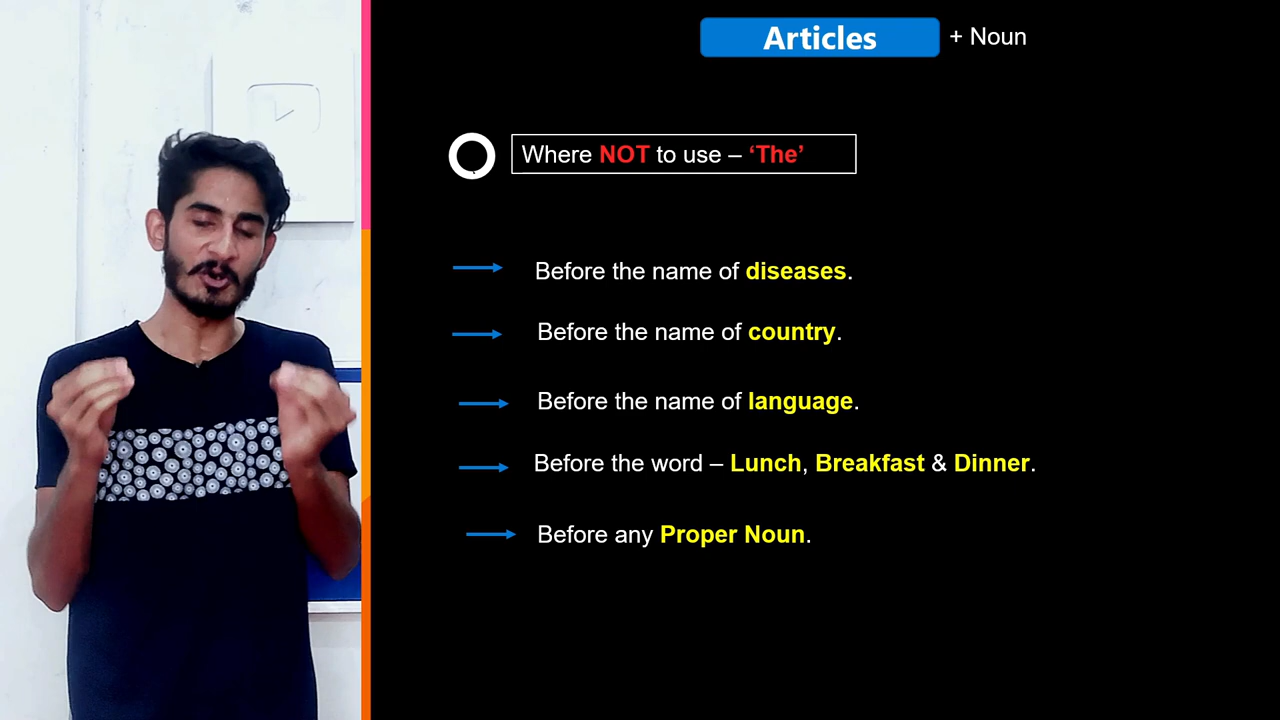 Articles + Noun
Where NOT to use – ‘The’
Before the name of diseases.
Before the name of country.
Before the name of language.
Before the word – Lunch, Breakfast & Dinner.
Before any Proper Noun.